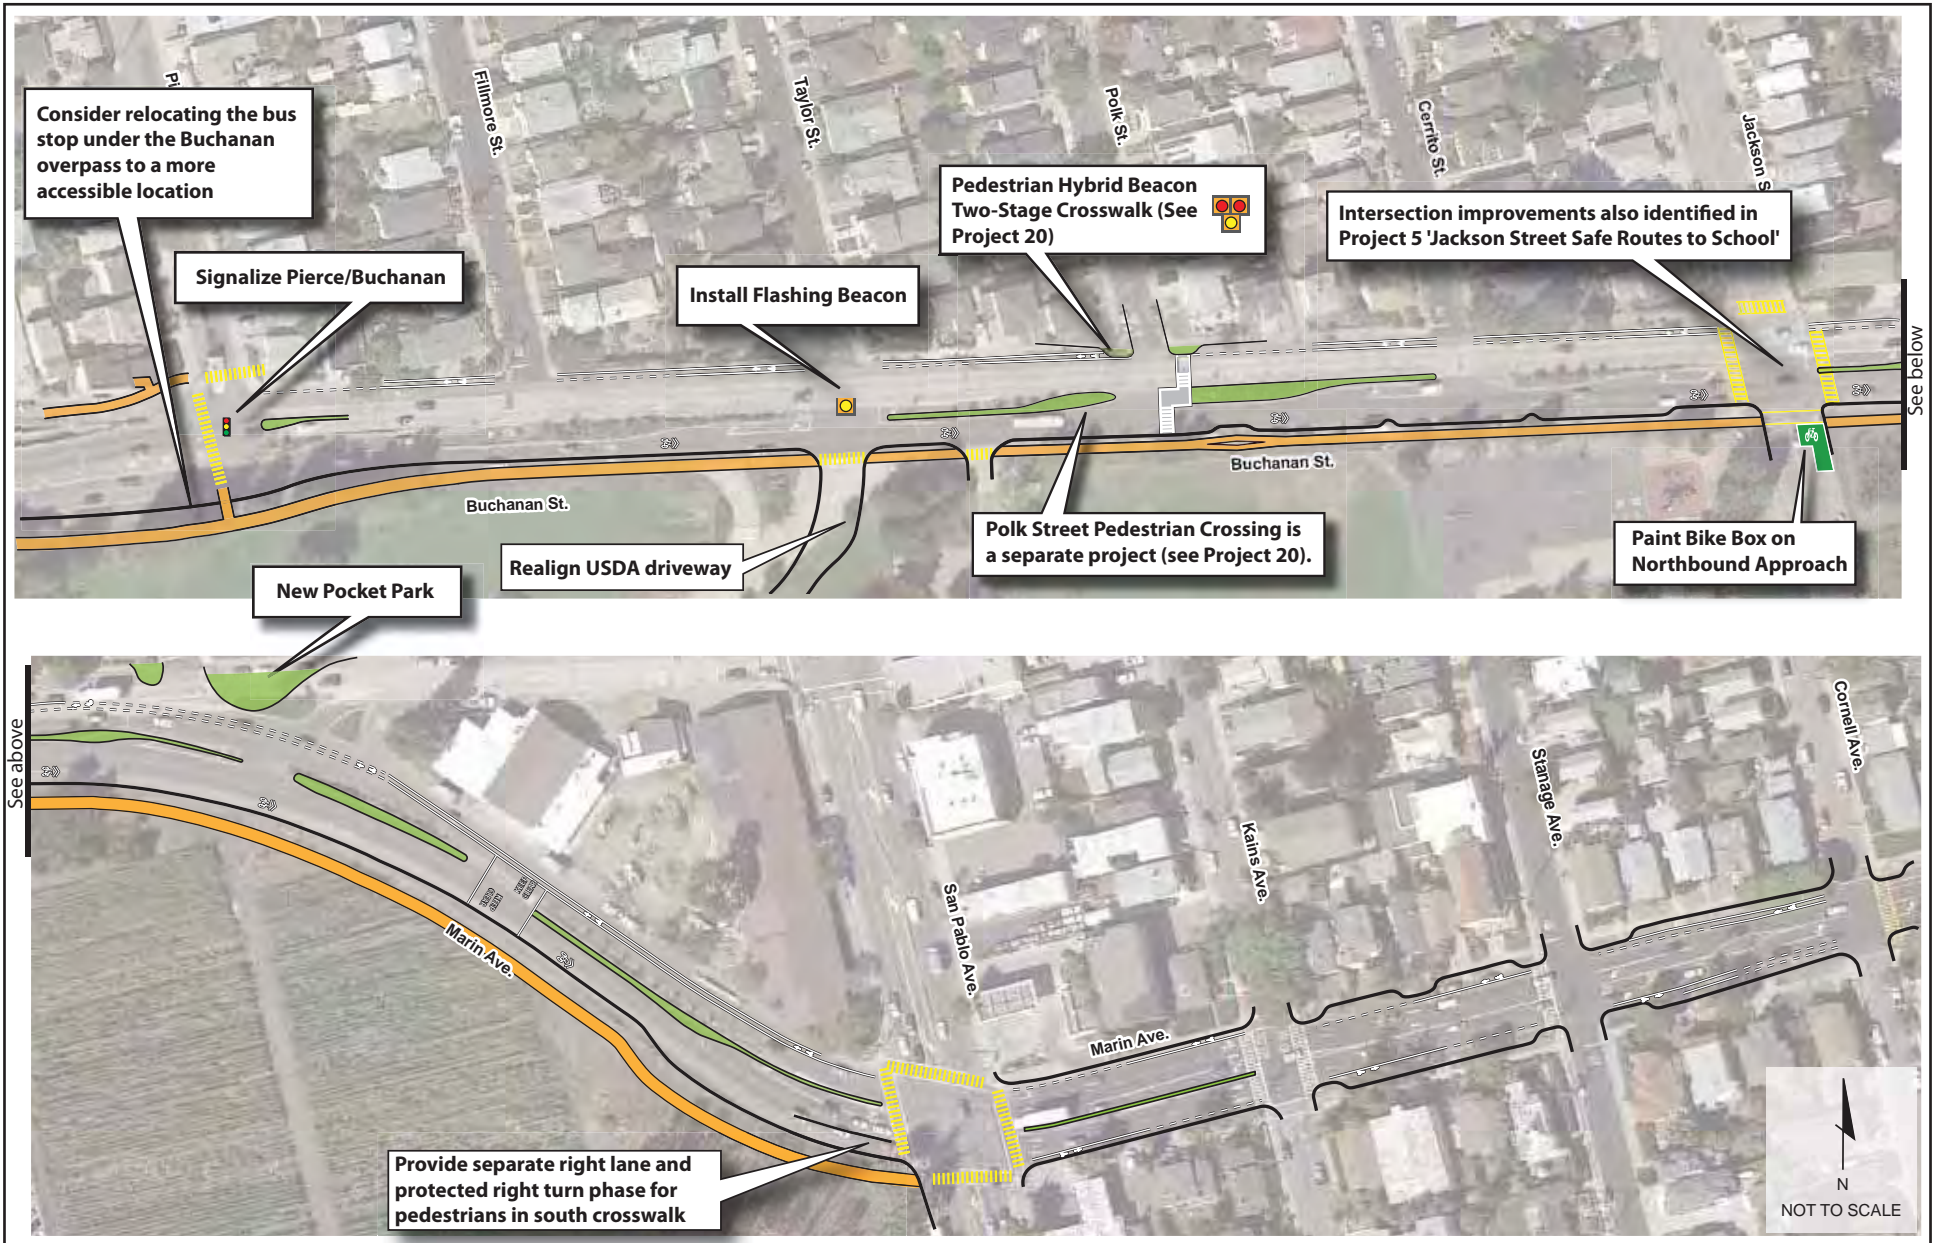 Pi
Fillmore St.
Taylor St.
Polk St.
Cerrito St.
Jackson S
Consider relocating the bus
stop under the Buchanan
overpass to a more
accessible location
Signalize Pierce/Buchanan
Install Flashing Beacon
Pedestrian Hybrid Beacon
Two-Stage Crosswalk (See
Project 20)
Intersection improvements also identified in
Project 5 'Jackson Street Safe Routes to School'
See below
Buchanan St.
Buchanan St.
Realign USDA driveway
Polk Street Pedestrian Crossing is
a separate project (see Project 20).
Paint Bike Box on
Northbound Approach
New Pocket Park
See above
KEEP
CLEAR
KEEP
CLEAR
Marin Ave.
San Pablo Ave.
Kains Ave.
Stanage Ave.
Cornell Ave.
Marin Ave.
Provide separate right lane and
protected right turn phase for
pedestrians in south crosswalk
N
NOT TO SCALE